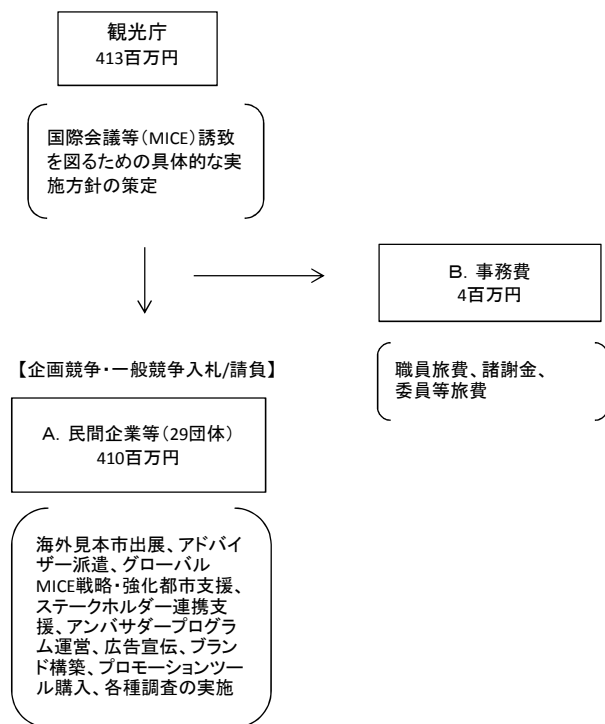 観光庁
413百万円
国際会議等(MICE)誘致
を図るための具体的な実
施方針の策定
B. 事務費
4百万円
職員旅費、諸謝金、
委員等旅費
【企画競争・一般競争入札/請負】
A. 民間企業等(29団体)
410百万円
海外見本市出展、アドバイ
ザー派遣、グローバル
MICE戦略・強化都市支援、
ステークホルダー連携支
援、アンバサダープログラ
ム運営、広告宣伝、ブラン
ド構築、プロモーションツー
ル購入、各種調査の実施